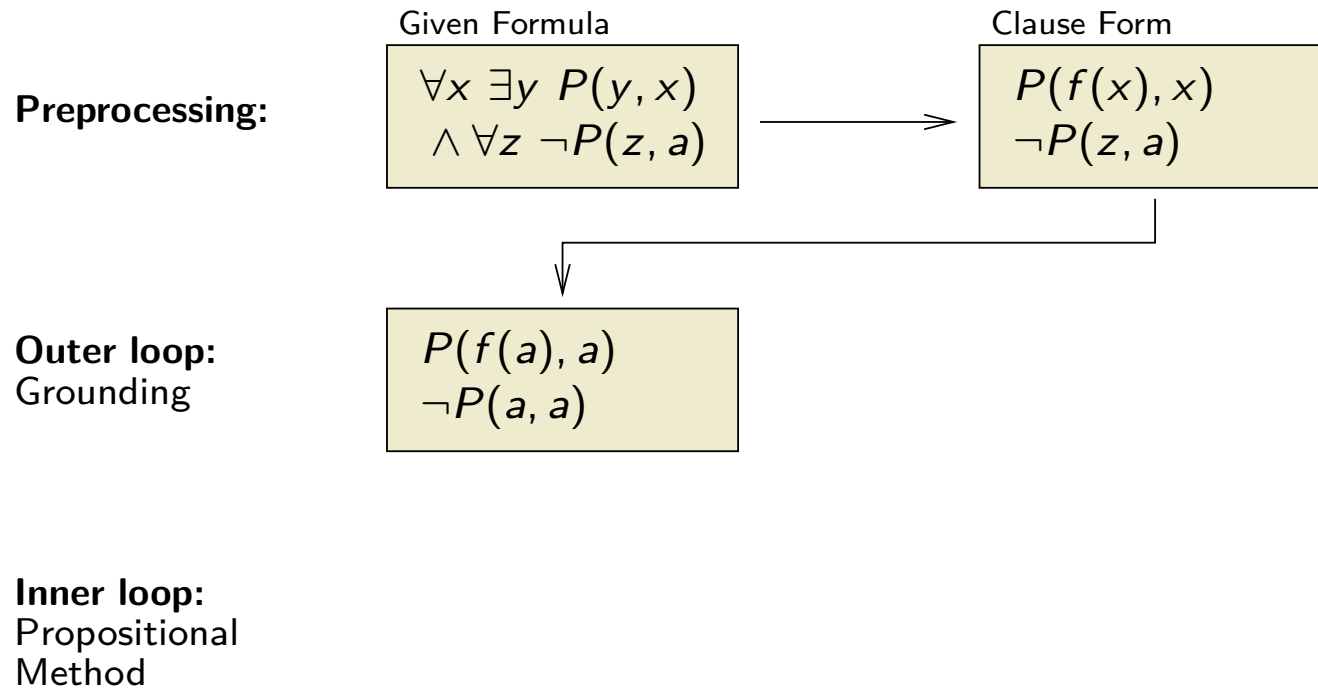 Given Formula
Clause Form
Preprocessing:
∀x ∃y P(y, x)
∧ ∀z ¬P(z, a)
P(f(x), x)
¬P(z, a)
Outer loop:
Grounding
P(f(a), a)
¬P(a, a)
Inner loop:
Propositional
Method